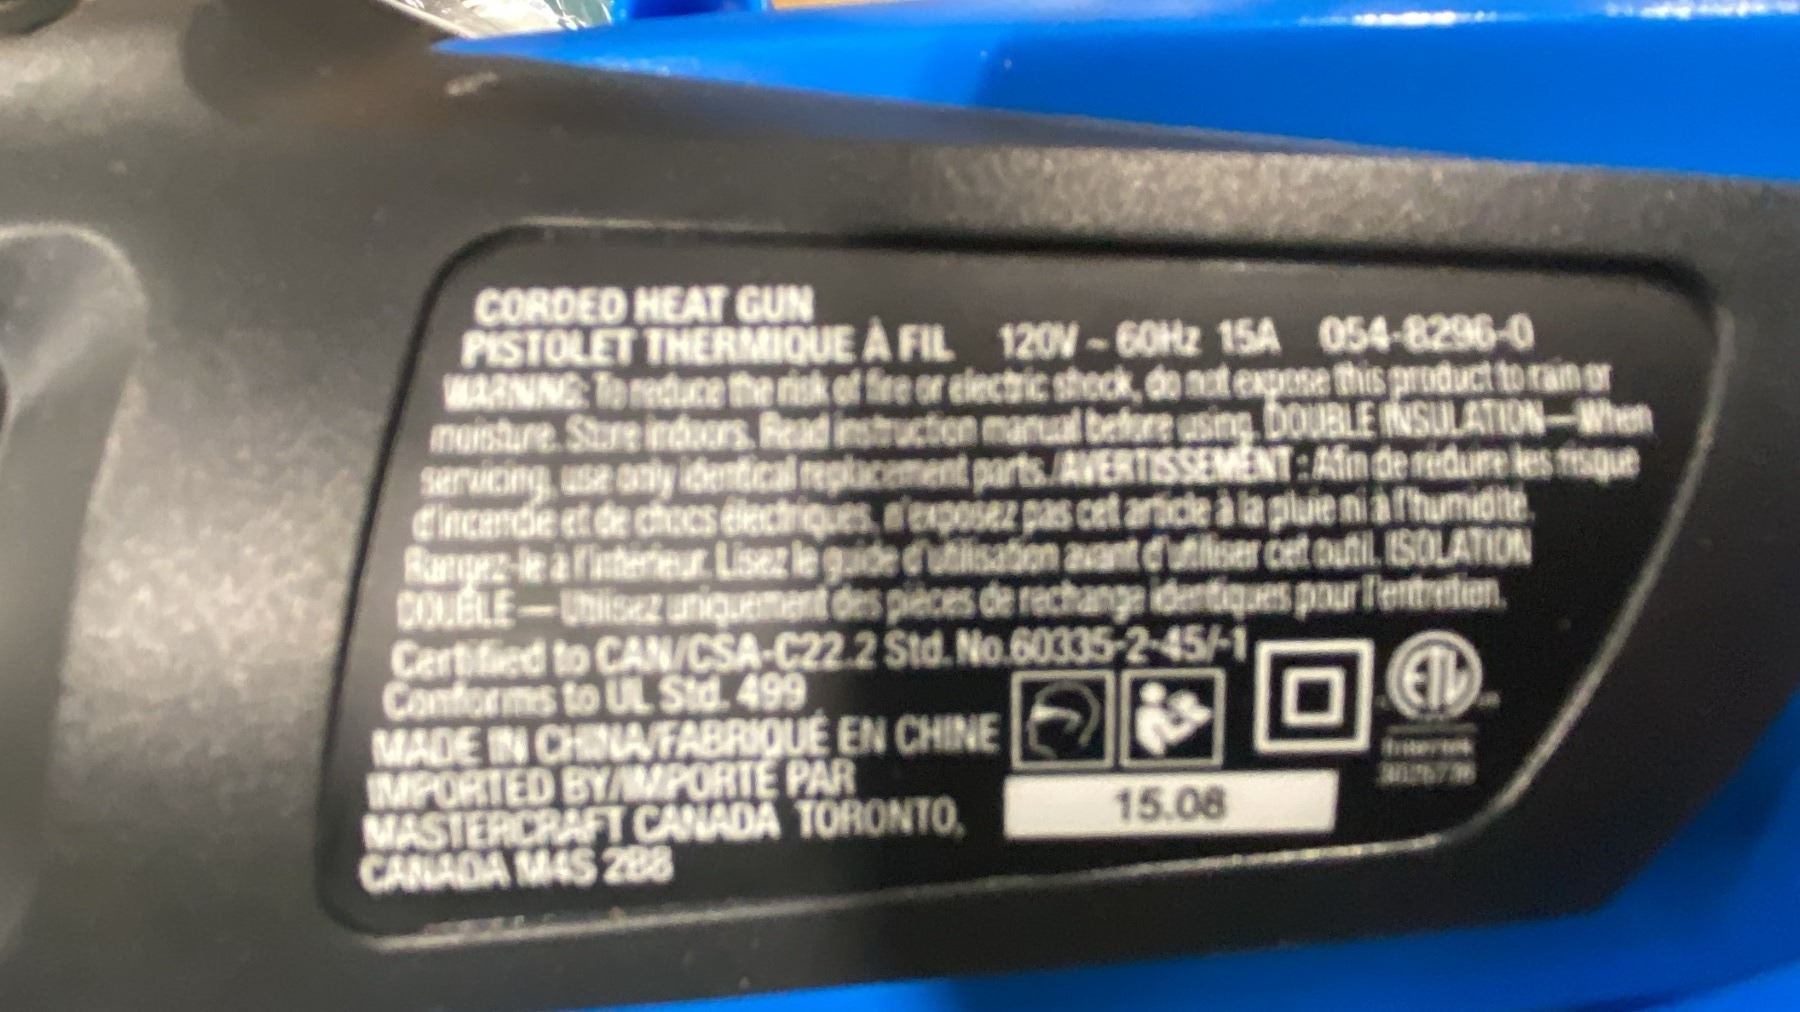 CORDED HEAT GUN
PISTOLET THERMIQUE À FIL 120V ~ 60Hz 15A 054-8296-0
WARNING: To reduce the risk of fire or electric shock, do not expose this product to rain or
moisture. Store indoors. Read instruction manual before using. DOUBLE INSULATION — When
servicing, use only identical replacement parts. AVERTISSEMENT : Afin de réduire les risque
d'incendie et de chocs électriques, n'exposez pas cet article à la pluie ni à l'humidité.
Rangez-le à l'intérieur. Lisez le guide d'utilisation avant d'utiliser cet outil. ISOLATION
DOUBLE — Utilisez uniquement des pièces de rechange identiques pour l'entretien.
Certified to CAN/CSA-C22.2 Std. No.60335-2-45/-1
Conforms to UL Std. 499
MADE IN CHINA/FABRIQUÉ EN CHINE
IMPORTED BY/IMPORTÉ PAR
MASTERCRAFT CANADA TORONTO,
CANADA M4S 2B8
ETL
Intertek
15.08